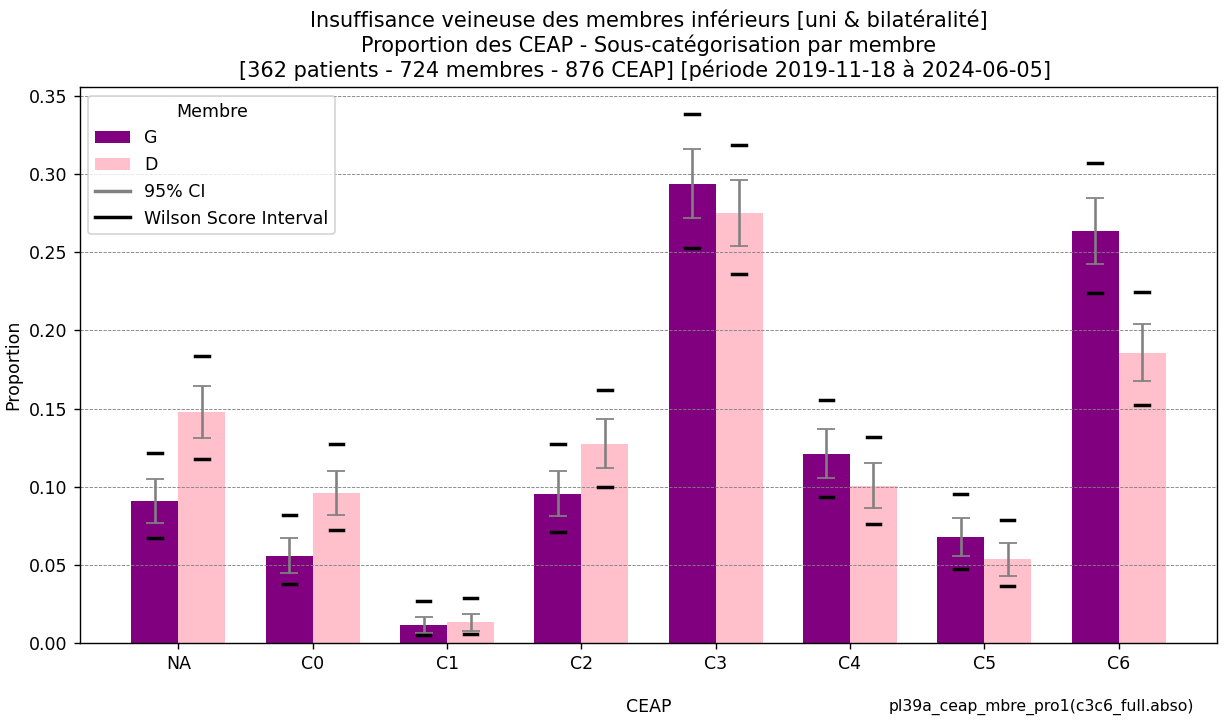 Insuffisance veineuse des membres inférieurs [uni & bilatéralité]
Proportion des CEAP - Sous-catégorisation par membre
[362 patients - 724 membres - 876 CEAP] [période 2019-11-18 à 2024-06-05]
Membre
G
D
95% CI
Wilson Score Interval
Proportion
0.35
0.30
0.25
0.20
0.15
0.10
0.05
0.00
NA C0 C1 C2 C3 C4 C5 C6
CEAP
pl39a_ceap_mbre_pro1(c3c6_full.abso)